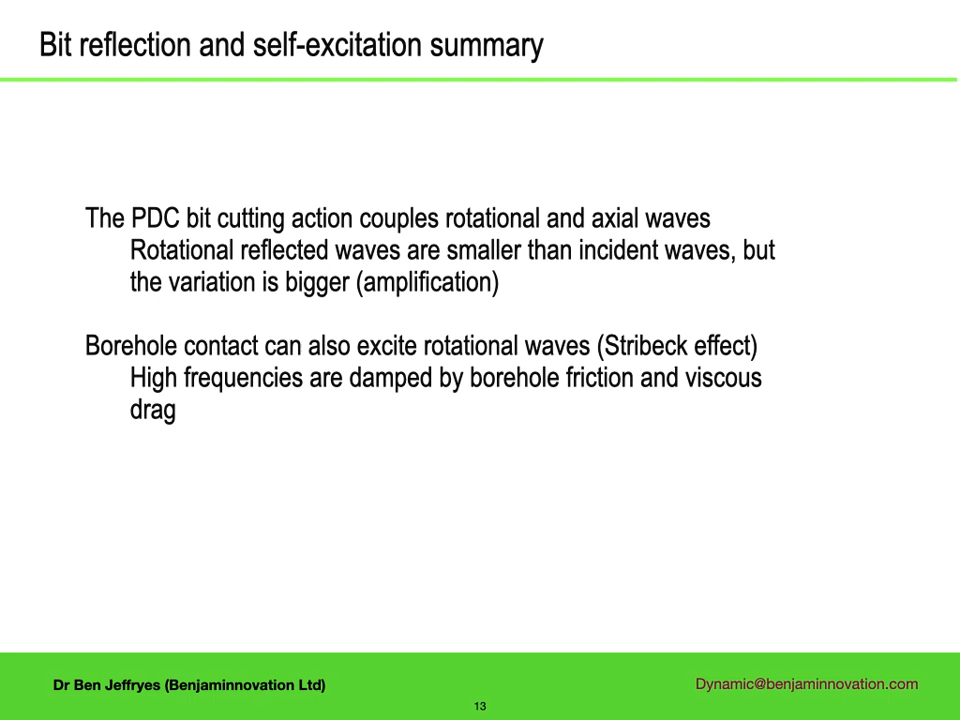 Bit reflection and self-excitation summary
The PDC bit cutting action couples rotational and axial waves
Rotational reflected waves are smaller than incident waves, but
the variation is bigger (amplification)
Borehole contact can also excite rotational waves (Stribeck effect)
High frequencies are damped by borehole friction and viscous
drag
Dr Ben Jeffryes (Benjaminnovation Ltd)
Dynamic@benjaminnovation.com
13